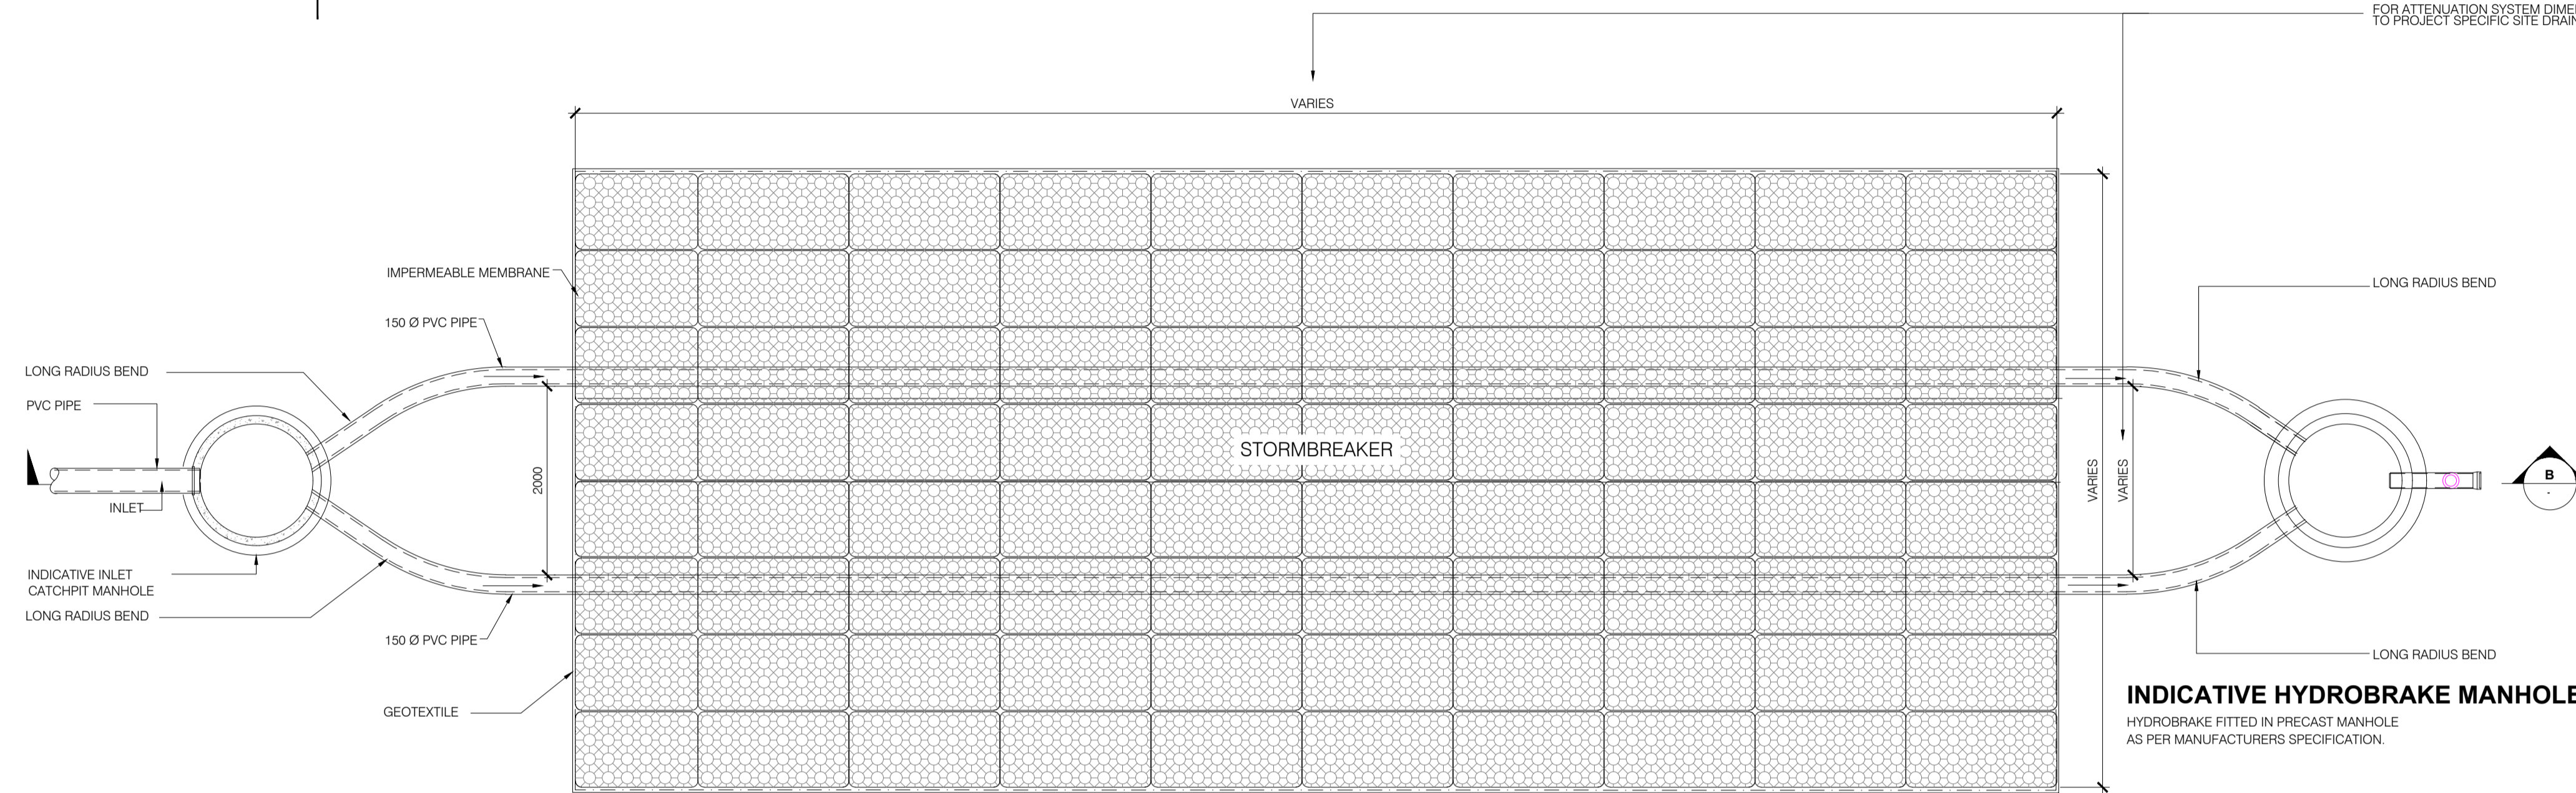 FOR ATTENUATION SYSTEM
TO PROJECT SPECIFIC SITE
VARIES
IMPERMEABLE MEMBRANE
LONG RADIUS BEND
150 Ø PVC PIPE
LONG RADIUS BEND
PVC PIPE
STORMBREAKER
2000
VARIES
VARIES
B
-
INLET
INDICATIVE INLET
CATCHPIT MANHOLE
LONG RADIUS BEND
150 Ø PVC PIPE
LONG RADIUS BEND
GEOTEXTILE
INDICATIVE HYDROBRAKE MANHOLE
HYDROBRAKE FITTED IN PRECAST MANHOLE
AS PER MANUFACTURERS SPECIFICATION.